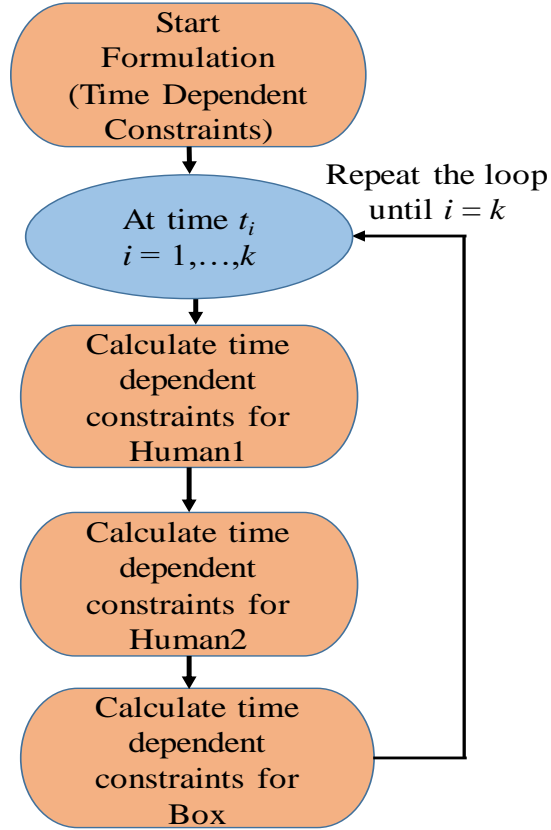 Start
Formulation
(Time Dependent
Constraints)
Repeat the loop
until i = k
At time tᵢ
i = 1,…,k
Calculate time
dependent
constraints for
Human1
Calculate time
dependent
constraints for
Human2
Calculate time
dependent
constraints for
Box